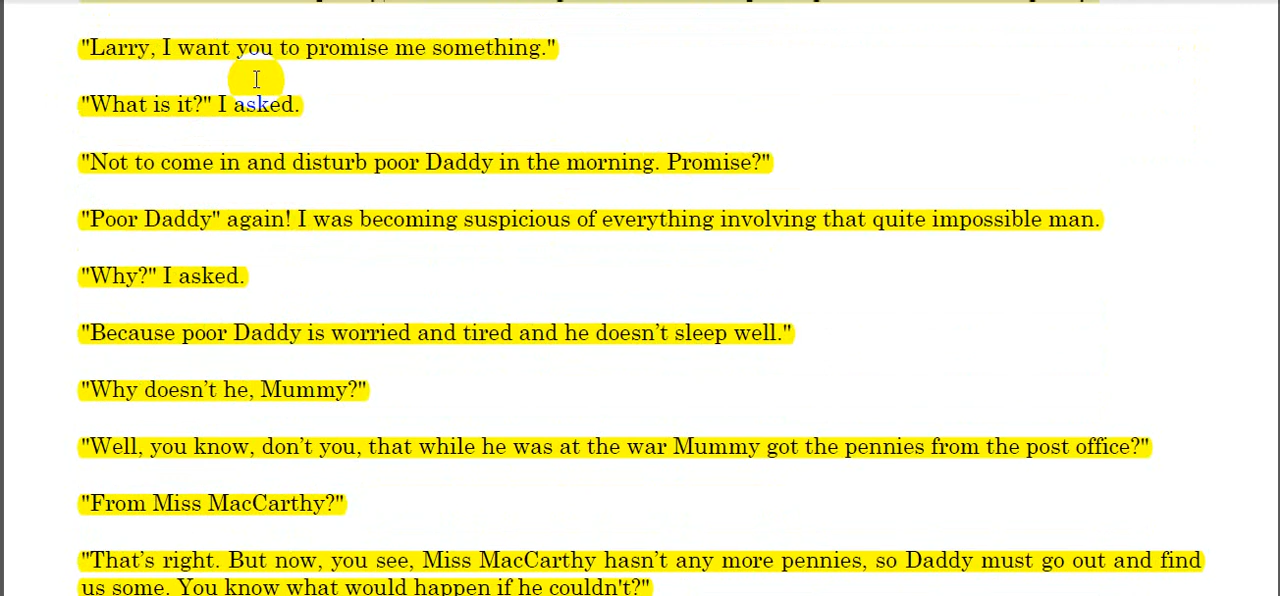 "Larry, I want you to promise me something."
"What is it?" I asked.
"Not to come in and disturb poor Daddy in the morning. Promise?"
"Poor Daddy" again! I was becoming suspicious of everything involving that quite impossible man.
"Why?" I asked.
"Because poor Daddy is worried and tired and he doesn’t sleep well."
"Why doesn’t he, Mummy?"
"Well, you know, don’t you, that while he was at the war Mummy got the pennies from the post office?"
"From Miss MacCarthy?"
"That’s right. But now, you see, Miss MacCarthy hasn’t any more pennies, so Daddy must go out and find
us some. You know what would happen if he couldn't?"